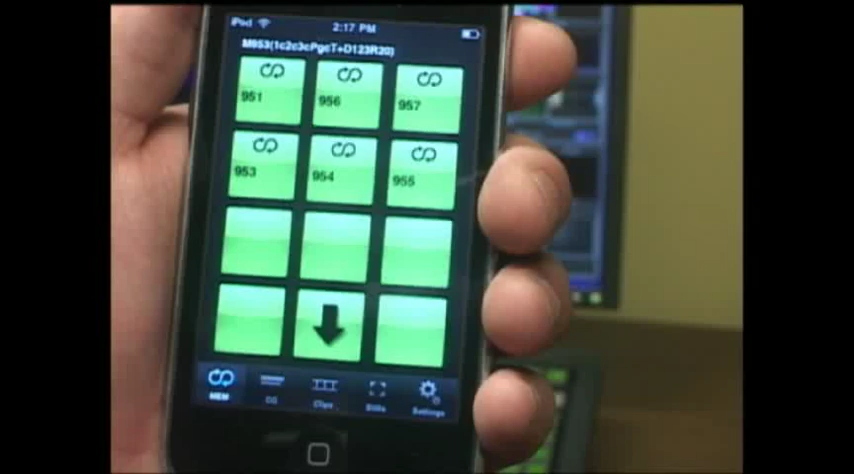 iPod 2:17 PM
M953(1c2c3cPgcT+D123R20)
951 956 957
953 954 955
MEM CG Clips Stills Settings